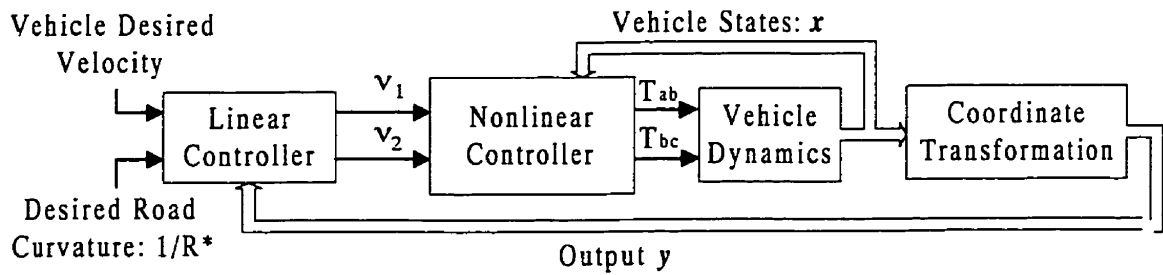 Vehicle Desired
Velocity
Vehicle States: x
ν₁
ν₂
Linear
Controller
Nonlinear
Controller
Tab
Tbc
Vehicle
Dynamics
Coordinate
Transformation
Desired Road
Curvature: 1/R*
Output y